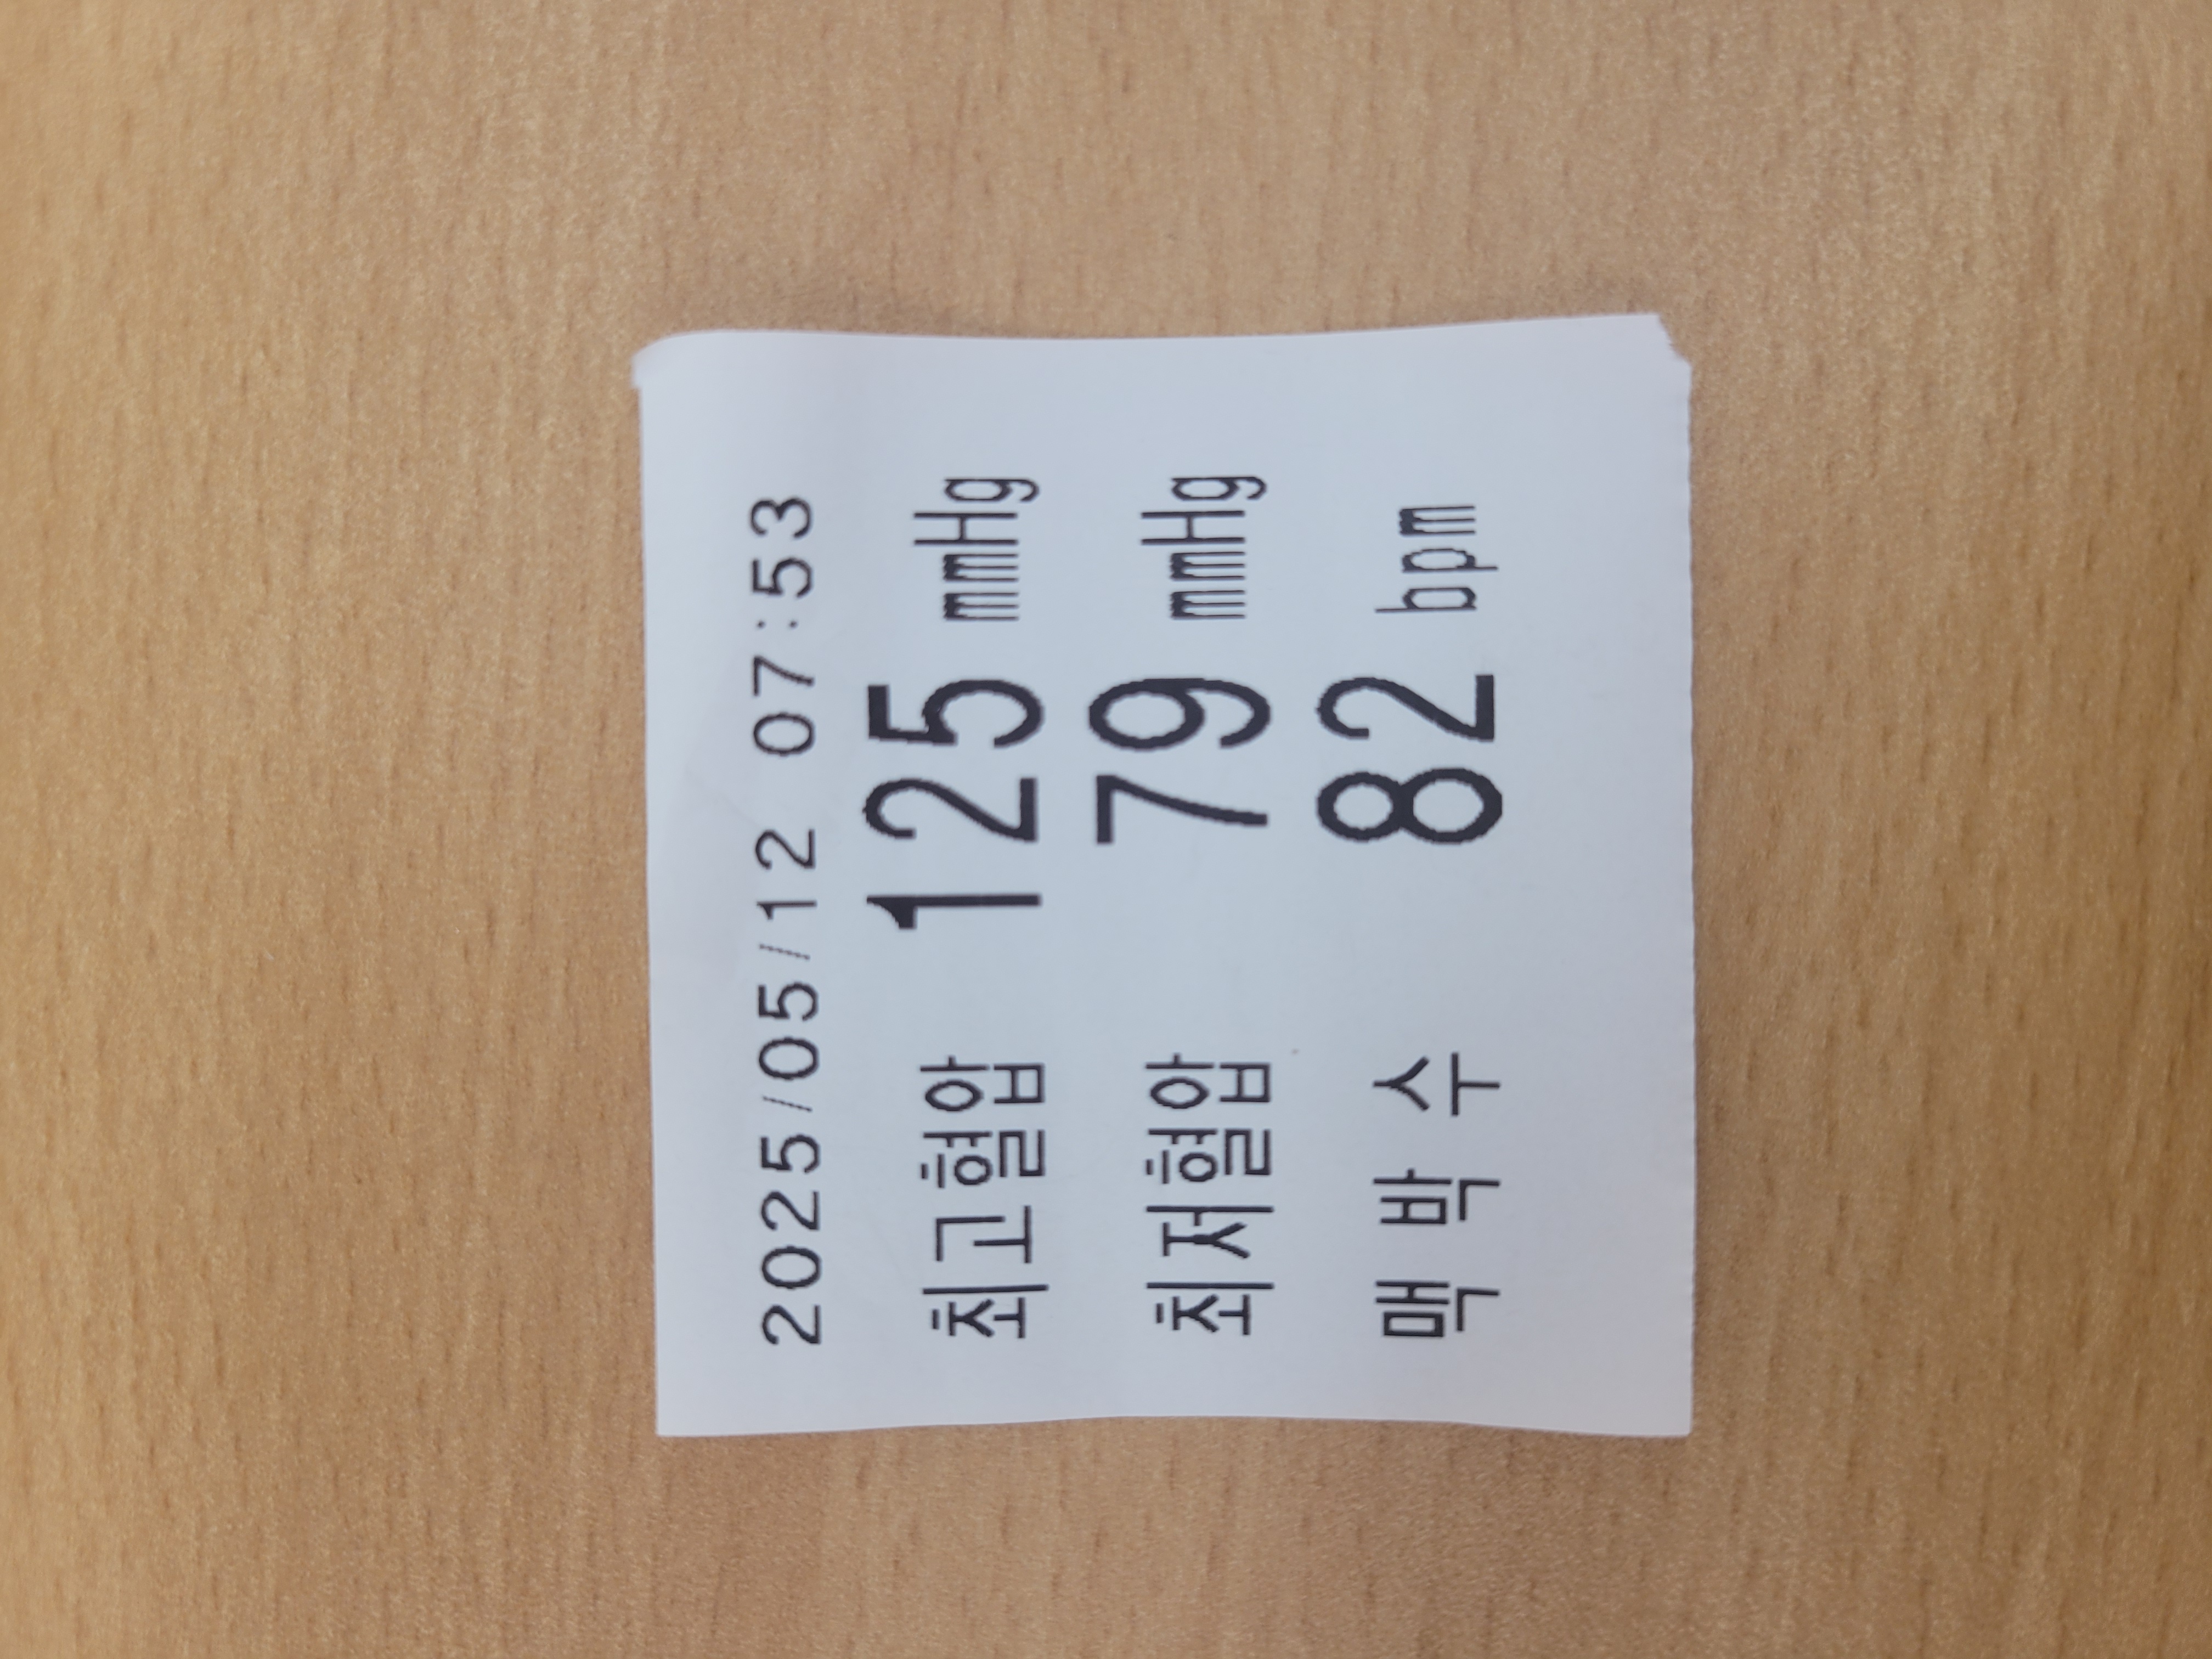 2025/05/12 07:53
최고혈압 125 mmHg
최저혈압 79 mmHg
맥 박 수 82 bpm